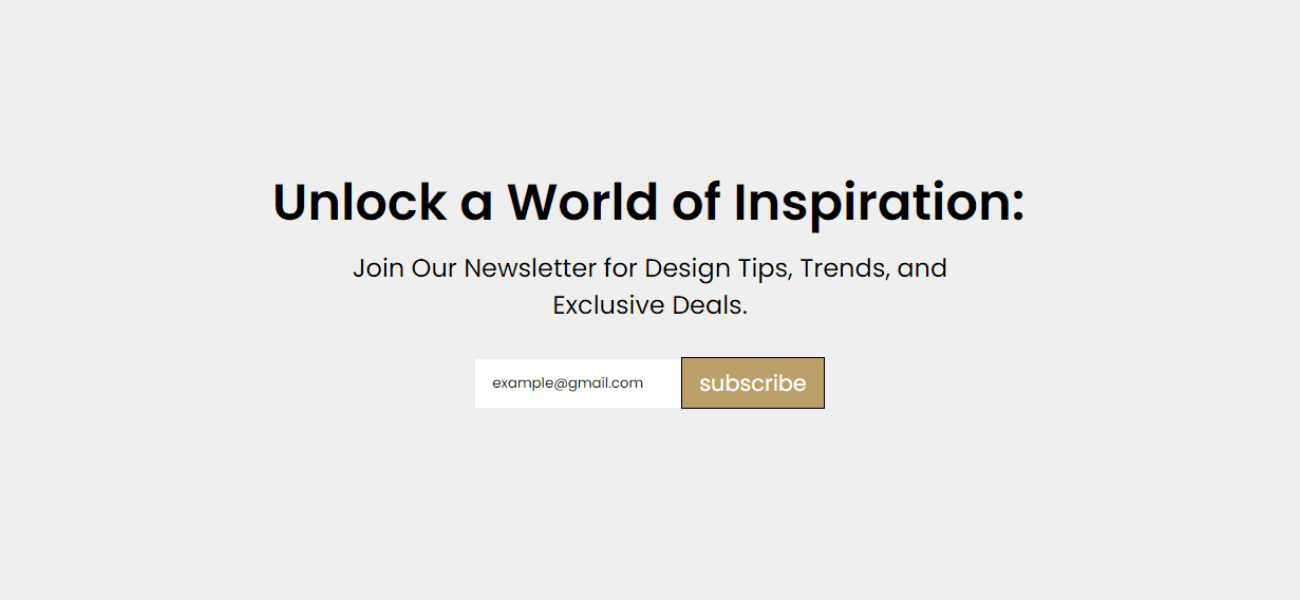 Unlock a World of Inspiration:
Join Our Newsletter for Design Tips, Trends, and
Exclusive Deals.
example@gmail.com
subscribe